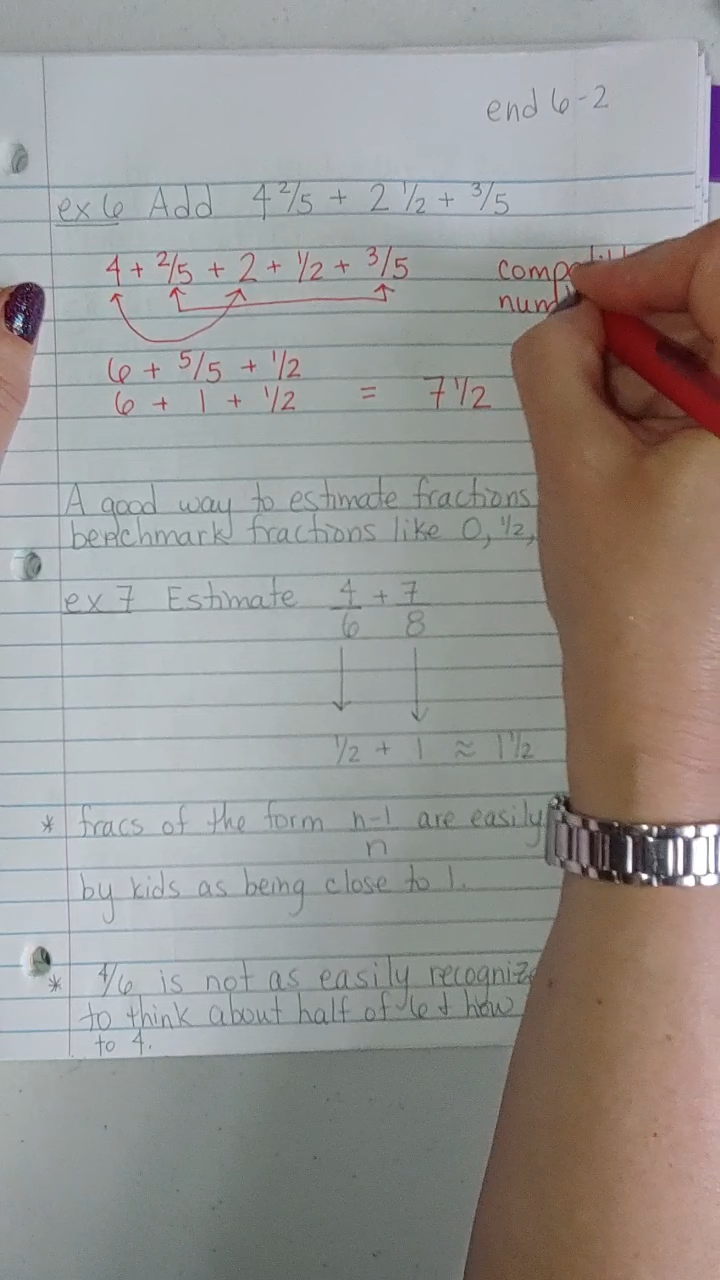 end 6-2
ex 6 Add 4 2/5 + 2 1/2 + 3/5
4 + 2/5 + 2 + 1/2 + 3/5
6 + 5/5 + 1/2
6 + 1 + 1/2 = 7 1/2
A good way to estimate fractions
benchmark fractions like 0, 1/2,
ex 7 Estimate 4/6 + 7/8
1/2 + 1 ≈ 1 1/2
* fracs of the form n-1/n are easily
by kids as being close to 1.
* 4/6 is not as easily
to think about half of 6 + how
to 4.